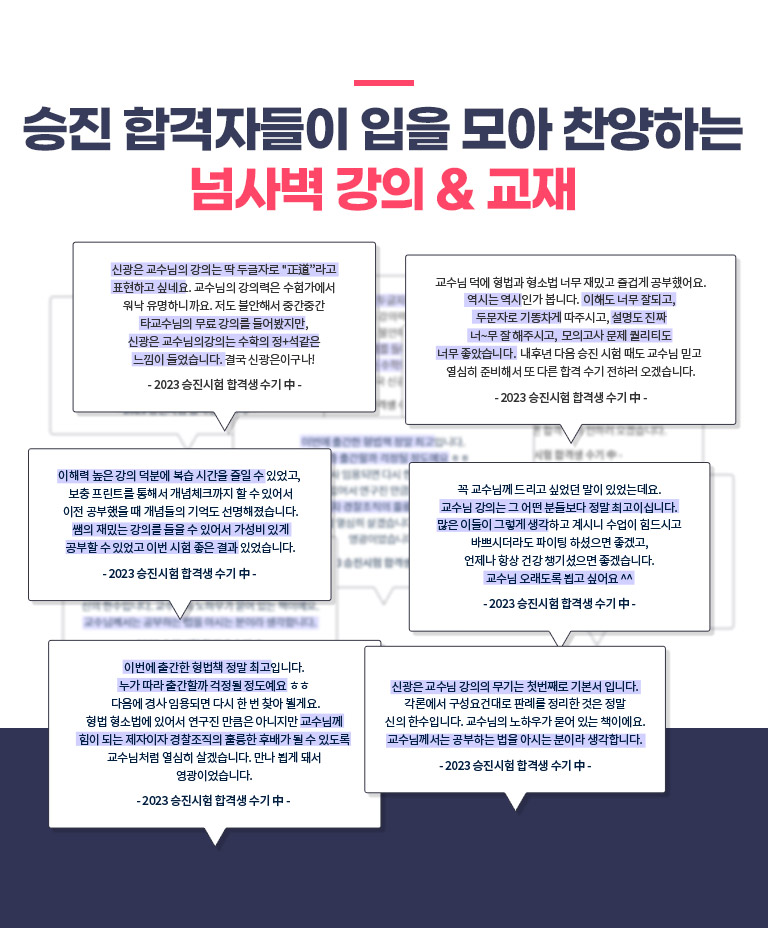 승진 합격자들이 입을 모아 찬양하는
넘사벽 강의 & 교재
신광은 교수님의 강의는 딱 두글자로 "正道"라고
표현하고 싶네요. 교수님의 강의력은 수험가에서
워낙 유명하니까요. 저도 불안해서 중간중간
타교수님의 무료 강의를 들어봤지만,
신광은 교수님의 강의는 수학의 정+석같은
느낌이 들었습니다. 결국 신광은이구나!
- 2023 승진시험 합격생 수기 中 -
교수님 덕에 형법과 형소법 너무 재밌고 즐겁게 공부했어요.
역시는 역시인가 봅니다. 이해도 너무 잘되고,
두문자로 기똥차게 따주시고, 설명도 진짜
너~무 잘 해주시고, 모의고사 문제 퀄리티도
너무 좋았습니다. 내후년 다음 승진 시험 때도 교수님 믿고
열심히 준비해서 또 다른 합격 수기 전하러 오겠습니다.
- 2023 승진시험 합격생 수기 中 -
이해력 높은 강의 덕분에 복습 시간을 줄일 수 있었고,
보충 프린트를 통해서 개념체크까지 할 수 있어서
이전 공부했을 때 개념들의 기억도 선명해졌습니다.
쌤의 재밌는 강의를 들을 수 있어서 가성비 있게
공부할 수 있었고 이번 시험 좋은 결과 있었습니다.
- 2023 승진시험 합격생 수기 中 -
꼭 교수님께 드리고 싶었던 말이 있었는데요.
교수님 강의는 그 어떤 분들보다 정말 최고이십니다.
많은 이들이 그렇게 생각하고 계시니 수업이 힘드시고
바쁘시더라도 파이팅 하셨으면 좋겠고,
언제나 항상 건강 챙기셨으면 좋겠습니다.
교수님 오래도록 뵙고 싶어요 ^^
- 2023 승진시험 합격생 수기 中 -
이번에 출간한 형법책 정말 최고입니다.
누가 따라 출간할까 걱정될 정도예요 ㅎㅎ
다음에 경사 임용되면 다시 한 번 찾아 뵐게요.
형법 형소법에 있어서 연구진 만큼은 아니지만 교수님께
힘이 되는 제자이자 경찰조직의 훌륭한 후배가 될 수 있도록
교수님처럼 열심히 살겠습니다. 만나 뵙게 돼서
영광이었습니다.
- 2023 승진시험 합격생 수기 中 -
신광은 교수님 강의의 무기는 첫번째로 기본서 입니다.
각론에서 구성요건대로 판례를 정리한 것은 정말
신의 한수입니다. 교수님의 노하우가 묻어 있는 책이에요.
교수님께서는 공부하는 법을 아시는 분이라 생각합니다.
- 2023 승진시험 합격생 수기 中 -